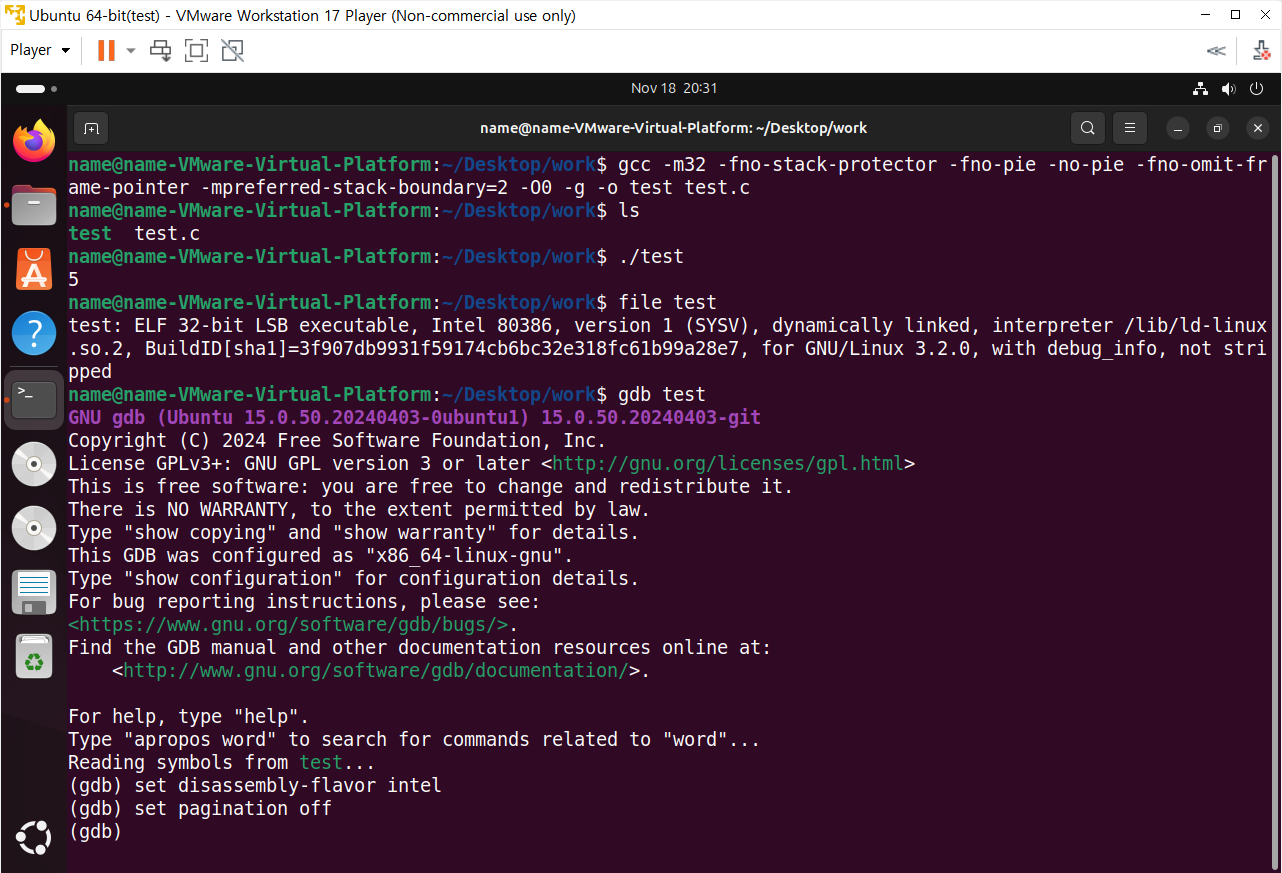 Ubuntu 64-bit(test) - VMware Workstation 17 Player (Non-commercial use only)
Player
Nov 18 20:31
name@name-VMware-Virtual-Platform: ~/Desktop/work
name@name-VMware-Virtual-Platform:~/Desktop/work$ gcc -m32 -fno-stack-protector -fno-pie -no-pie -fno-omit-fr
ame-pointer -mpreferred-stack-boundary=2 -O0 -g -o test test.c
name@name-VMware-Virtual-Platform:~/Desktop/work$ ls
test  test.c
name@name-VMware-Virtual-Platform:~/Desktop/work$ ./test
5
name@name-VMware-Virtual-Platform:~/Desktop/work$ file test
test: ELF 32-bit LSB executable, Intel 80386, version 1 (SYSV), dynamically linked, interpreter /lib/ld-linux
.so.2, BuildID[sha1]=3f907db9931f59174cb6bc32e318fc61b99a28e7, for GNU/Linux 3.2.0, with debug_info, not stri
pped
name@name-VMware-Virtual-Platform:~/Desktop/work$ gdb test
GNU gdb (Ubuntu 15.0.50.20240403-0ubuntu1) 15.0.50.20240403-git
Copyright (C) 2024 Free Software Foundation, Inc.
License GPLv3+: GNU GPL version 3 or later <http://gnu.org/licenses/gpl.html>
This is free software: you are free to change and redistribute it.
There is NO WARRANTY, to the extent permitted by law.
Type "show copying" and "show warranty" for details.
This GDB was configured as "x86_64-linux-gnu".
Type "show configuration" for configuration details.
For bug reporting instructions, please see:
<https://www.gnu.org/software/gdb/bugs/>.
Find the GDB manual and other documentation resources online at:
    <http://www.gnu.org/software/gdb/documentation/>.
For help, type "help".
Type "apropos word" to search for commands related to "word"...
Reading symbols from test...
(gdb) set disassembly-flavor intel
(gdb) set pagination off
(gdb)